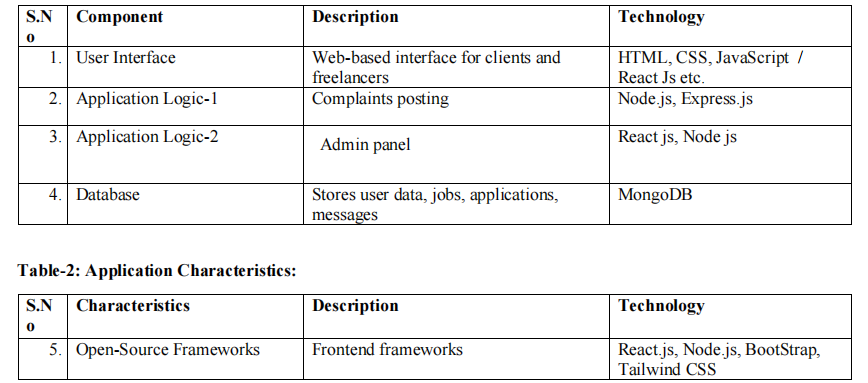 S.N Component Description Technology
o
1. User Interface Web-based interface for clients and HTML, CSS, JavaScript /
freelancers React Js etc.
2. Application Logic-1 Complaints posting Node.js, Express.js
3. Application Logic-2 Admin panel React js, Node js
4. Database Stores user data, jobs, applications, MongoDB
messages
Table-2: Application Characteristics:
S.N Characteristics Description Technology
o
5. Open-Source Frameworks Frontend frameworks React.js, Node.js, BootStrap,
Tailwind CSS